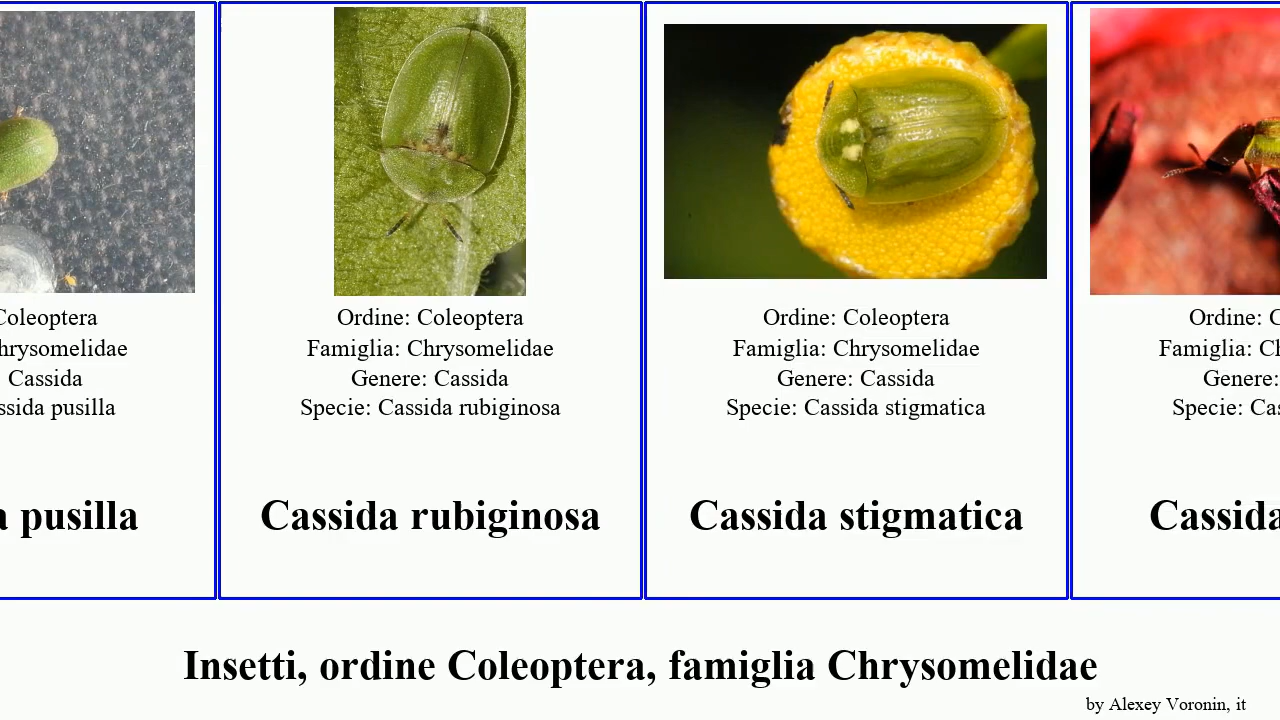 Coleoptera
hrysomelidae
Cassida
ssida pusilla
a pusilla
Ordine: Coleoptera
Famiglia: Chrysomelidae
Genere: Cassida
Specie: Cassida rubiginosa
Cassida rubiginosa
Ordine: Coleoptera
Famiglia: Chrysomelidae
Genere: Cassida
Specie: Cassida stigmatica
Cassida stigmatica
Ordine: C
Famiglia: Ch
Genere:
Specie: Cas
Cassida
Insetti, ordine Coleoptera, famiglia Chrysomelidae
by Alexey Voronin, it